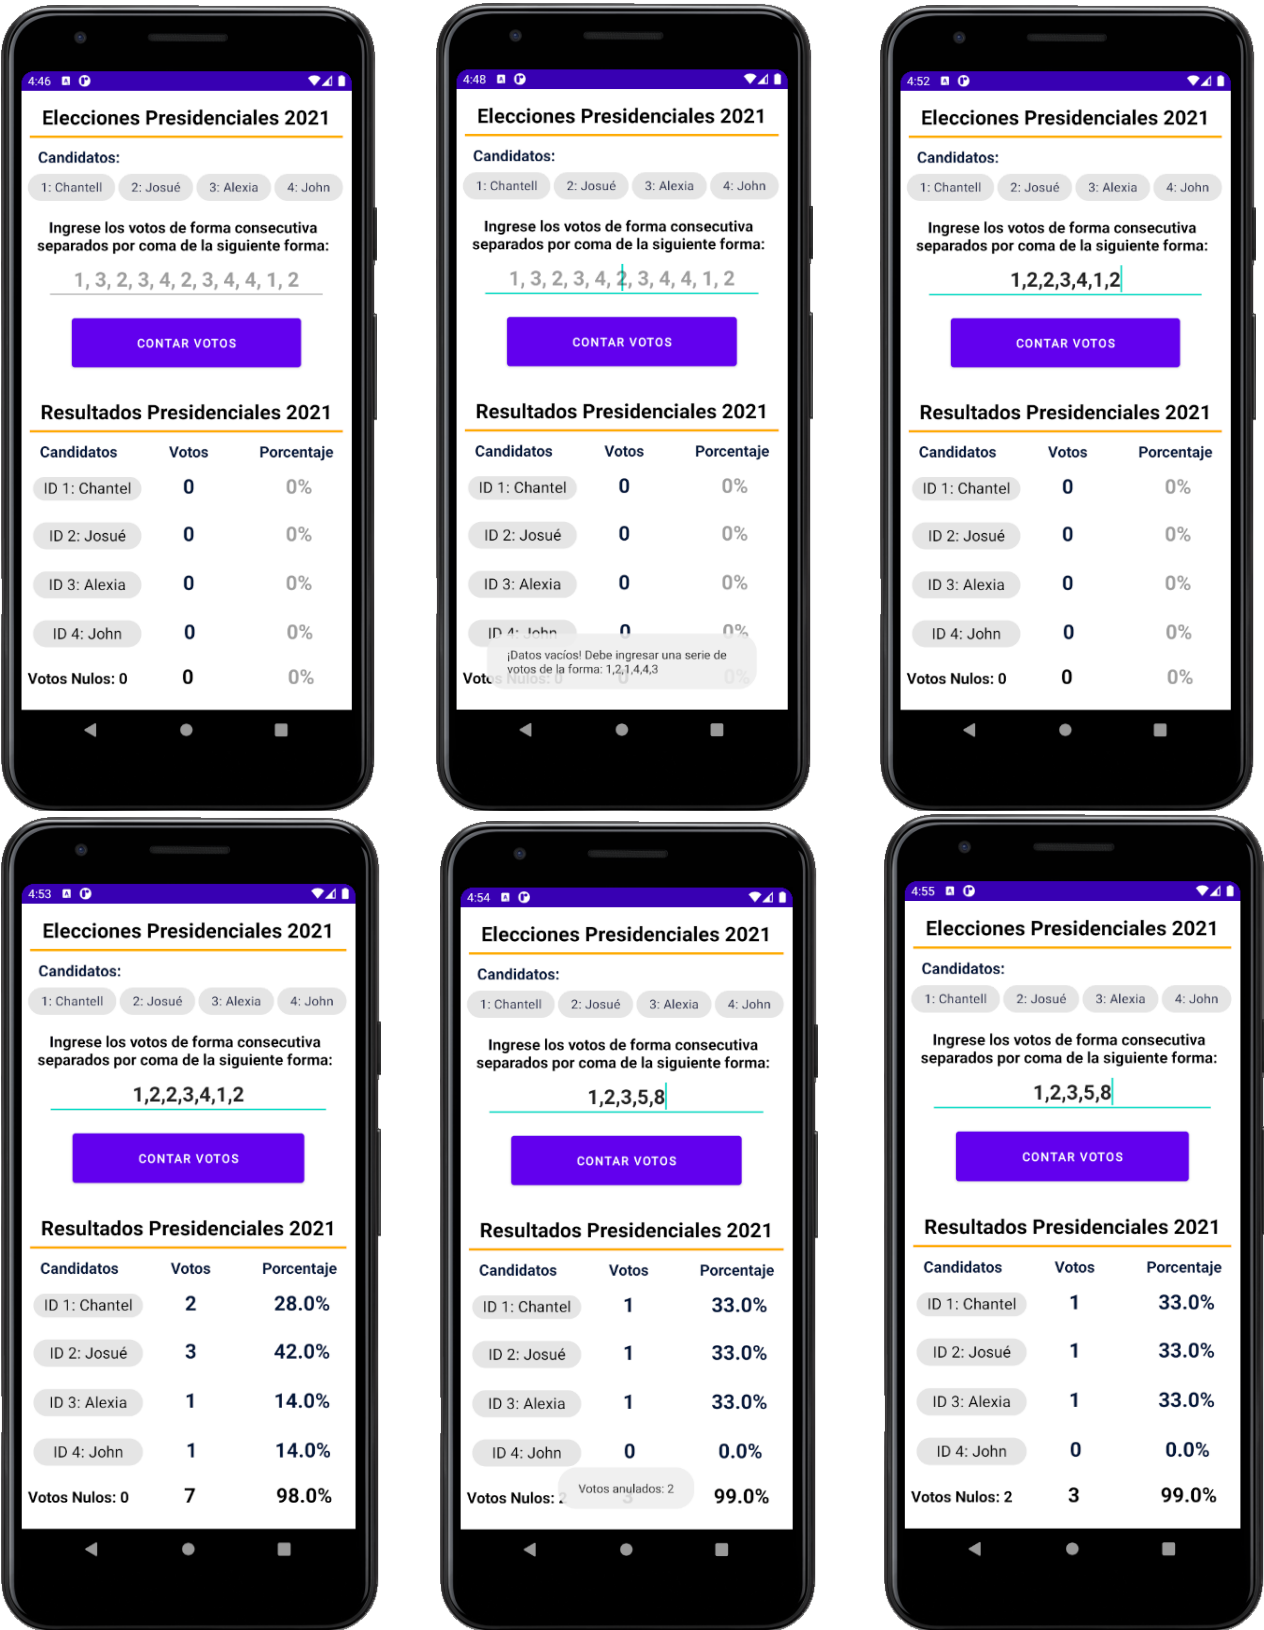 4:46
Elecciones Presidenciales 2021
Candidatos:
1: Chantell 2: Josué 3: Alexia 4: John
Ingrese los votos de forma consecutiva
separados por coma de la siguiente forma:
1, 3, 2, 3, 4, 2, 3, 4, 4, 1, 2
CONTAR VOTOS
Resultados Presidenciales 2021
Candidatos Votos Porcentaje
ID 1: Chantel 0 0%
ID 2: Josué 0 0%
ID 3: Alexia 0 0%
ID 4: John 0 0%
Votos Nulos: 0 0 0%
4:48
Elecciones Presidenciales 2021
Candidatos:
1: Chantell 2: Josué 3: Alexia 4: John
Ingrese los votos de forma consecutiva
separados por coma de la siguiente forma:
1, 3, 2, 3, 4, 2, 3, 4, 4, 1, 2
CONTAR VOTOS
Resultados Presidenciales 2021
Candidatos Votos Porcentaje
ID 1: Chantel 0 0%
ID 2: Josué 0 0%
ID 3: Alexia 0 0%
ID 4: John 0 0%
¡Datos vacíos! Debe ingresar una serie de
votos de la forma: 1,2,1,4,4,3
Votos Nulos: 0 0 0%
4:52
Elecciones Presidenciales 2021
Candidatos:
1: Chantell 2: Josué 3: Alexia 4: John
Ingrese los votos de forma consecutiva
separados por coma de la siguiente forma:
1,2,2,3,4,1,2
CONTAR VOTOS
Resultados Presidenciales 2021
Candidatos Votos Porcentaje
ID 1: Chantel 0 0%
ID 2: Josué 0 0%
ID 3: Alexia 0 0%
ID 4: John 0 0%
Votos Nulos: 0 0 0%
4:53
Elecciones Presidenciales 2021
Candidatos:
1: Chantell 2: Josué 3: Alexia 4: John
Ingrese los votos de forma consecutiva
separados por coma de la siguiente forma:
1,2,2,3,4,1,2
CONTAR VOTOS
Resultados Presidenciales 2021
Candidatos Votos Porcentaje
ID 1: Chantel 2 28.0%
ID 2: Josué 3 42.0%
ID 3: Alexia 1 14.0%
ID 4: John 1 14.0%
Votos Nulos: 0 7 98.0%
4:54
Elecciones Presidenciales 2021
Candidatos:
1: Chantell 2: Josué 3: Alexia 4: John
Ingrese los votos de forma consecutiva
separados por coma de la siguiente forma:
1,2,3,5,8
CONTAR VOTOS
Resultados Presidenciales 2021
Candidatos Votos Porcentaje
ID 1: Chantel 1 33.0%
ID 2: Josué 1 33.0%
ID 3: Alexia 1 33.0%
ID 4: John 0 0.0%
Votos anulados: 2
Votos Nulos: 2 3 99.0%
4:55
Elecciones Presidenciales 2021
Candidatos:
1: Chantell 2: Josué 3: Alexia 4: John
Ingrese los votos de forma consecutiva
separados por coma de la siguiente forma:
1,2,3,5,8
CONTAR VOTOS
Resultados Presidenciales 2021
Candidatos Votos Porcentaje
ID 1: Chantel 1 33.0%
ID 2: Josué 1 33.0%
ID 3: Alexia 1 33.0%
ID 4: John 0 0.0%
Votos Nulos: 2 3 99.0%